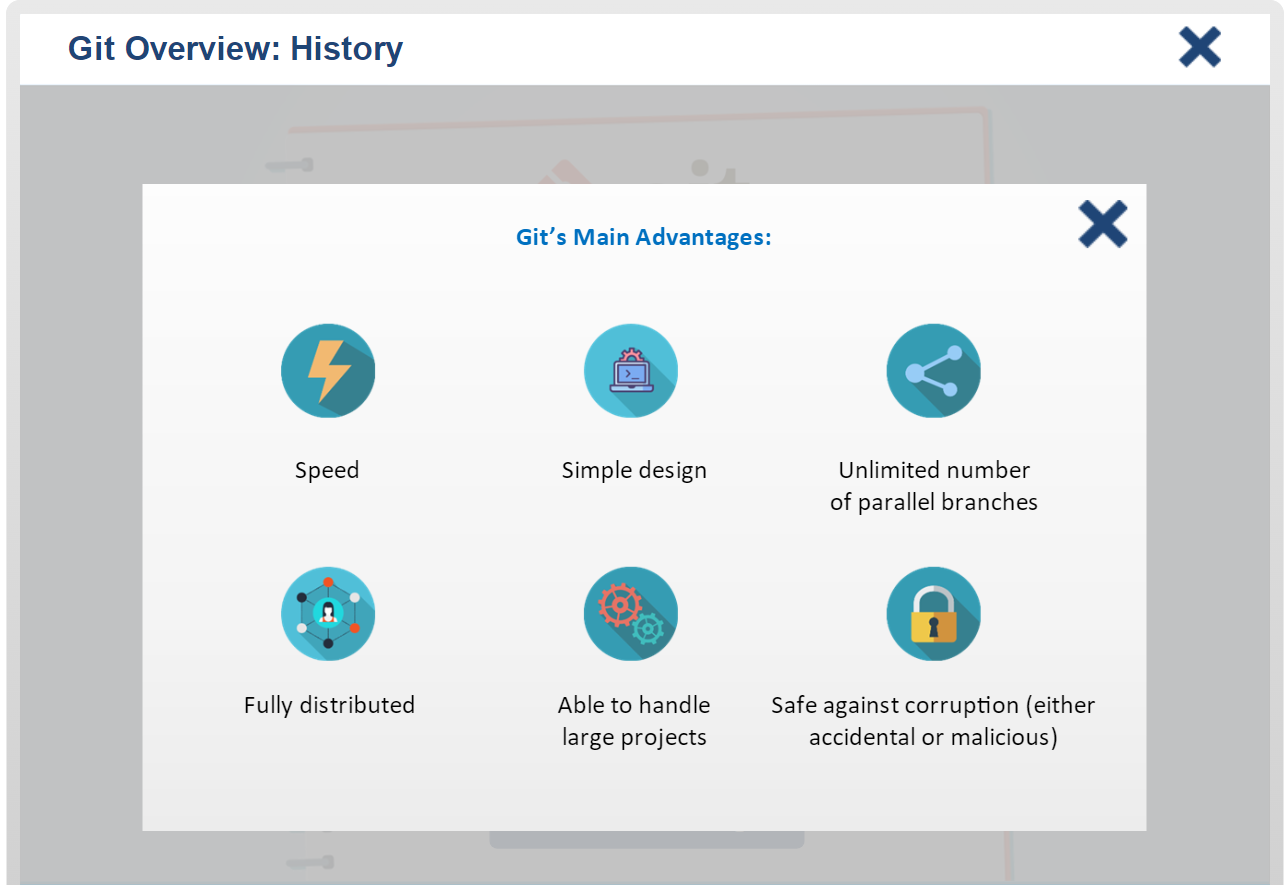 Git Overview: History
Git’s Main Advantages:
Speed
Simple design
Unlimited number
of parallel branches
Fully distributed
Able to handle
large projects
Safe against corruption (either
accidental or malicious)